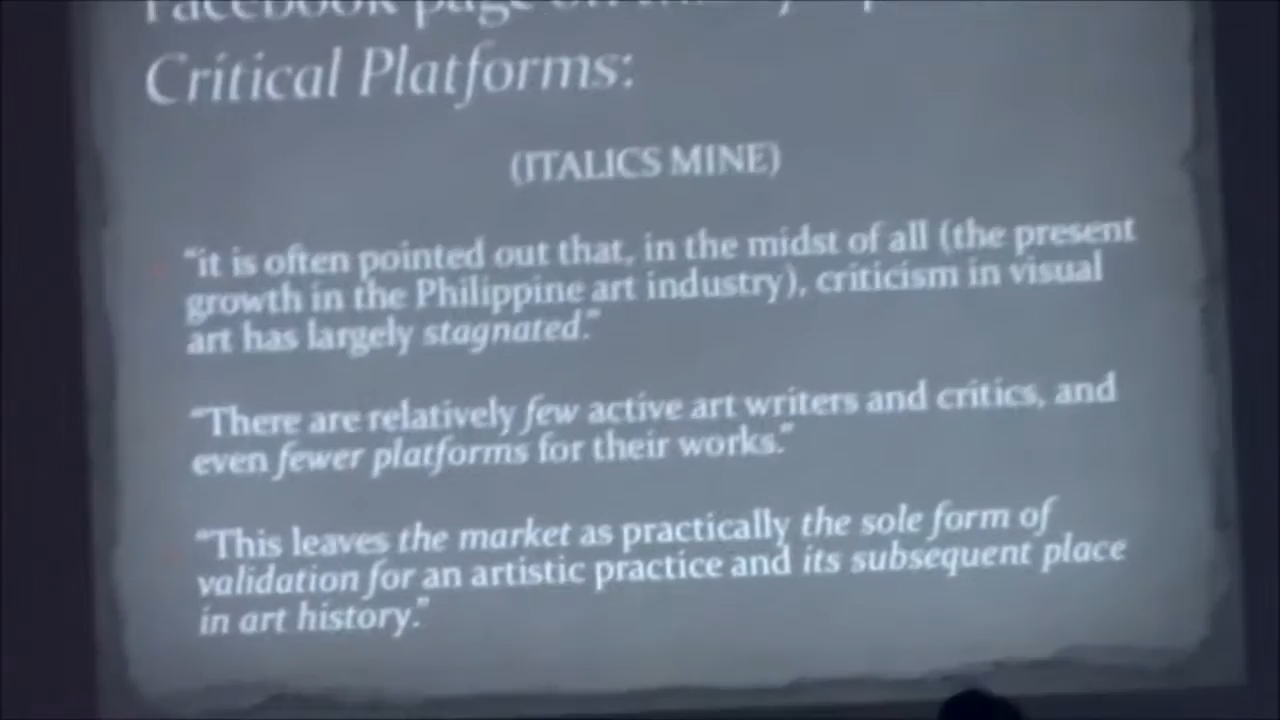 Facebook page on
Critical Platforms:
(ITALICS MINE)
“it is often pointed out that, in the midst of all (the present
growth in the Philippine art industry), criticism in visual
art has largely stagnated.”
“There are relatively few active art writers and critics, and
even fewer platforms for their works.”
“This leaves the market as practically the sole form of
validation for an artistic practice and its subsequent place
in art history.”